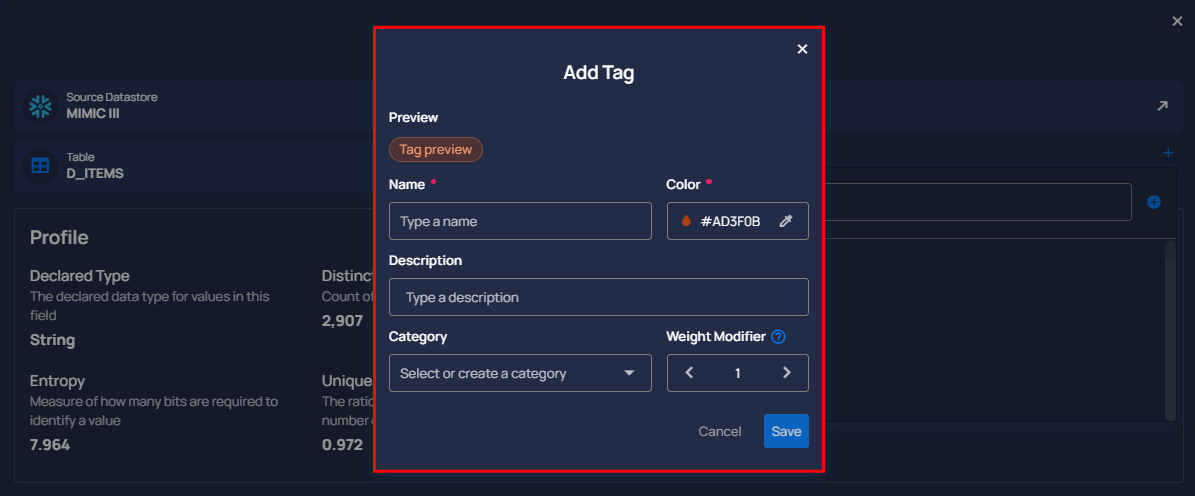 Source Datastore
MIMIC III
Table
D_ITEMS
Profile
Declared Type
The declared data type for values in this
field
String
Distinct
Count of
2,907
Entropy
Measure of how many bits are required to
identify a value
7.964
Unique
The ratio
number
0.972
Add Tag
Preview
Tag preview
Name
Color
Type a name
#AD3F0B
Description
Type a description
Category
Weight Modifier
Select or create a category
1
Cancel
Save